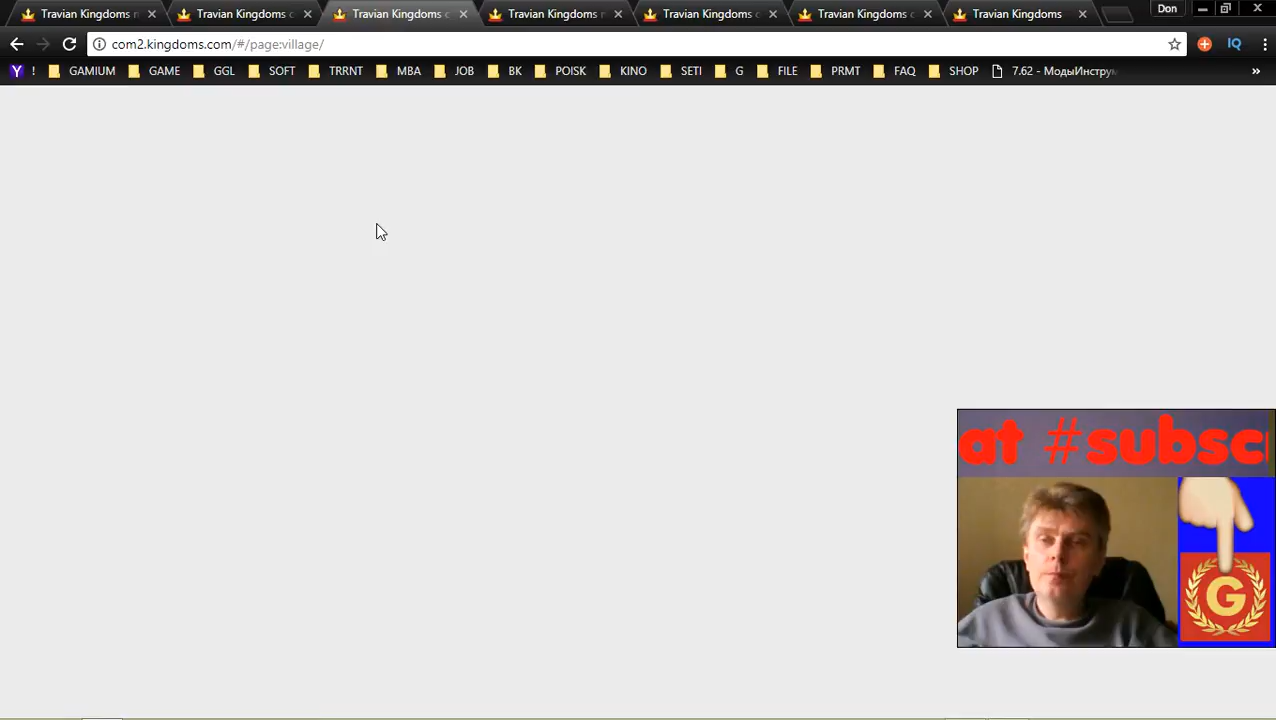 Travian Kingdoms n
Travian Kingdoms c
Travian Kingdoms c
Travian Kingdoms n
Travian Kingdoms c
Travian Kingdoms c
Travian Kingdoms
Don
com2.kingdoms.com/#/page:village/
IQ
Y ! GAMIUM GAME GGL SOFT TRRNT MBA JOB BK POISK KINO SETI G FILE PRMT FAQ SHOP 7.62 - МодыИнструм »
at #subsc
G